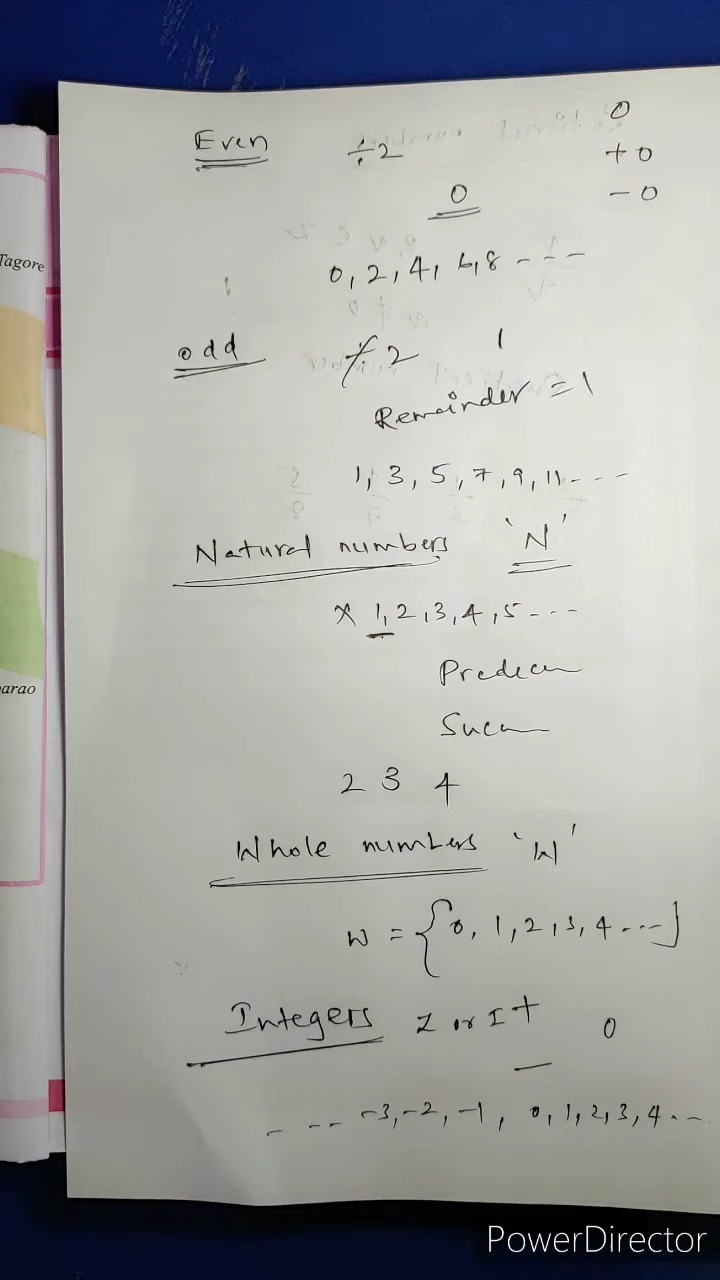 Tagore
arao
Even ÷2 0
+0
0 -0
0, 2, 4, 6, 8 - - -
odd ÷2 1
Remainder = 1
1, 3, 5, 7, 9, 11 - - -
Natural numbers 'N'
x 1, 2, 3, 4, 5 - - -
2 3 4
Whole numbers 'W'
W = {0, 1, 2, 3, 4 ...}
Integers Z or I + 0
—
- - - -3, -2, -1, 0, 1, 2, 3, 4 . . -
PowerDirector